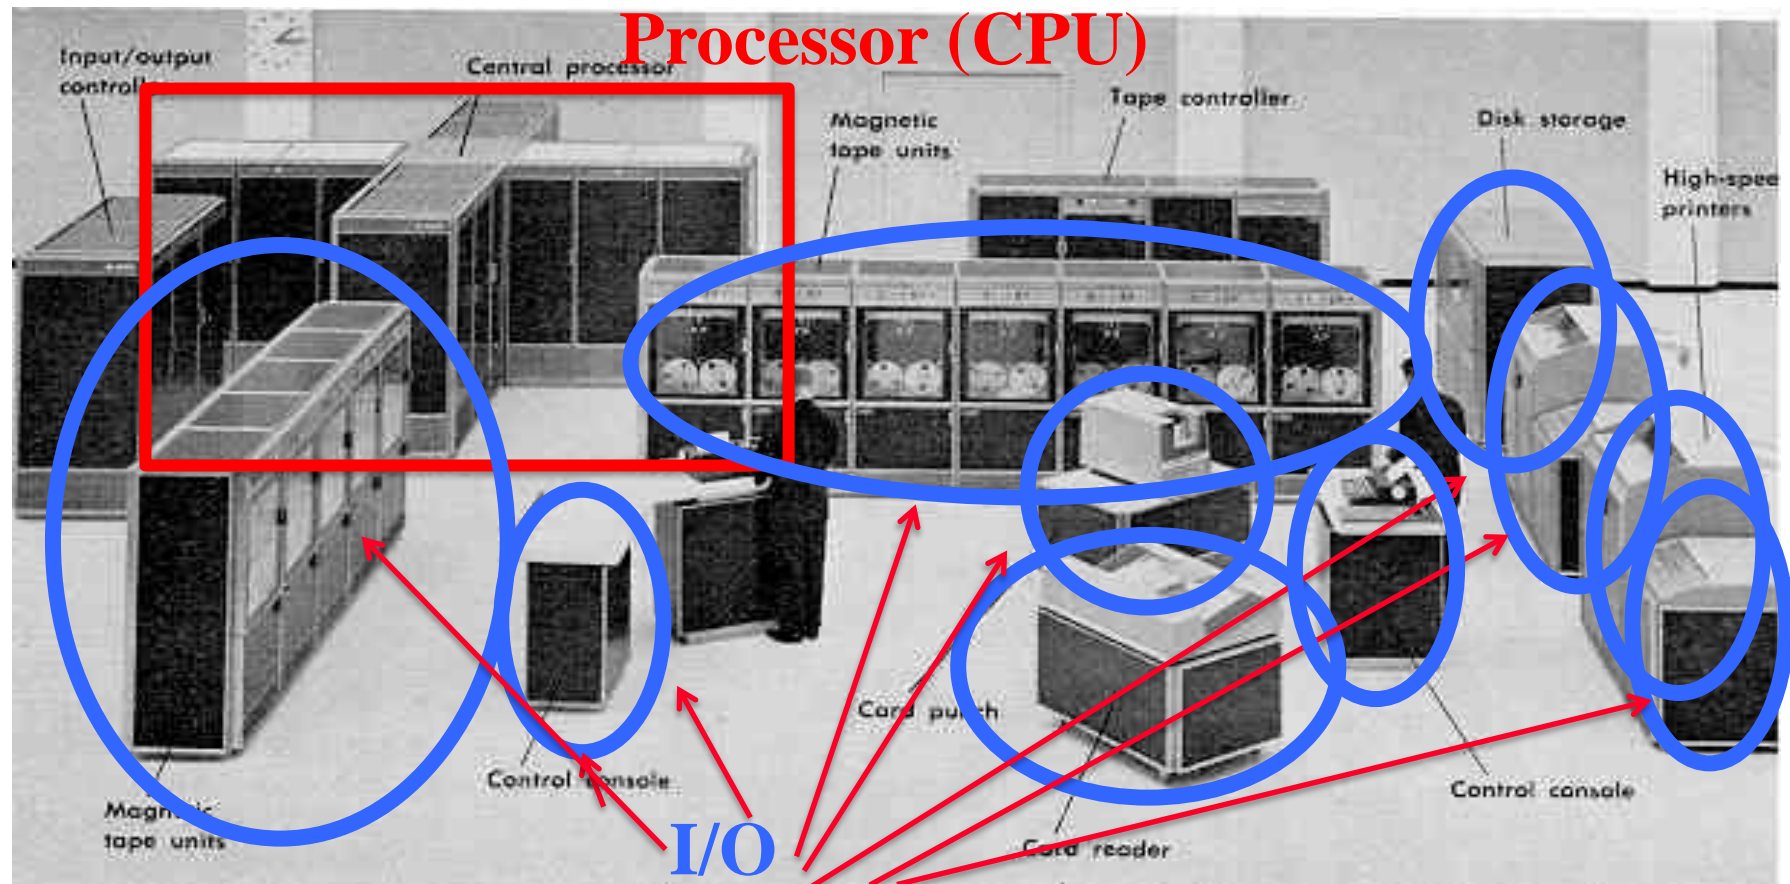 Processor (CPU)
Input/output
Central processor
Tape controller
Magnetic
tape units
Disk storage
High-spee
printers
Card punch
Control console
Control console
Magnetic
tape units
I/O
Card reader